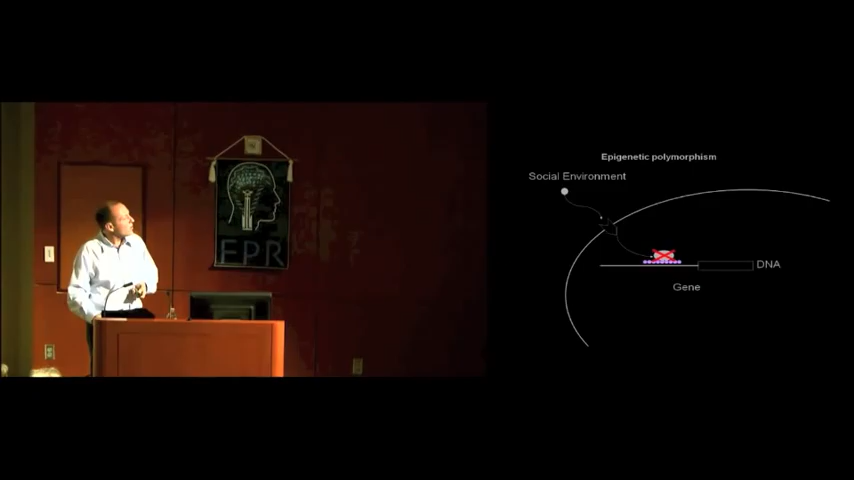 FPR
Epigenetic polymorphism
Social Environment
DNA
Gene